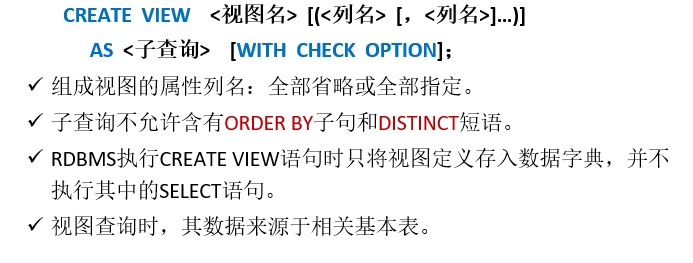 CREATE VIEW <视图名> [(<列名> [，<列名>]…)]
AS <子查询> [WITH CHECK OPTION]；
✓ 组成视图的属性列名：全部省略或全部指定。
✓ 子查询不允许含有ORDER BY子句和DISTINCT短语。
✓ RDBMS执行CREATE VIEW语句时只将视图定义存入数据字典，并不
执行其中的SELECT语句。
✓ 视图查询时，其数据来源于相关基本表。